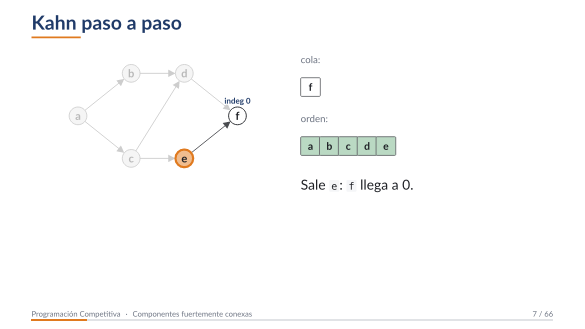 Kahn paso a paso
cola:
f
orden:
a b c d e
Sale e: f llega a 0.
b d
indeg 0
a f
c e
Programación Competitiva · Componentes fuertemente conexas
7 / 66